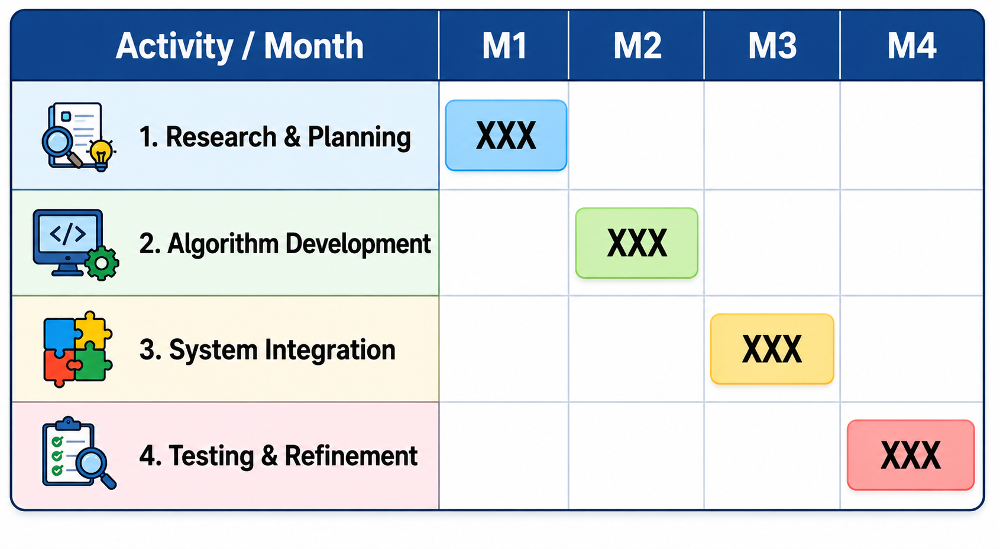 Activity / Month M1 M2 M3 M4
1. Research & Planning XXX
</>
2. Algorithm Development XXX
3. System Integration XXX
4. Testing & Refinement XXX